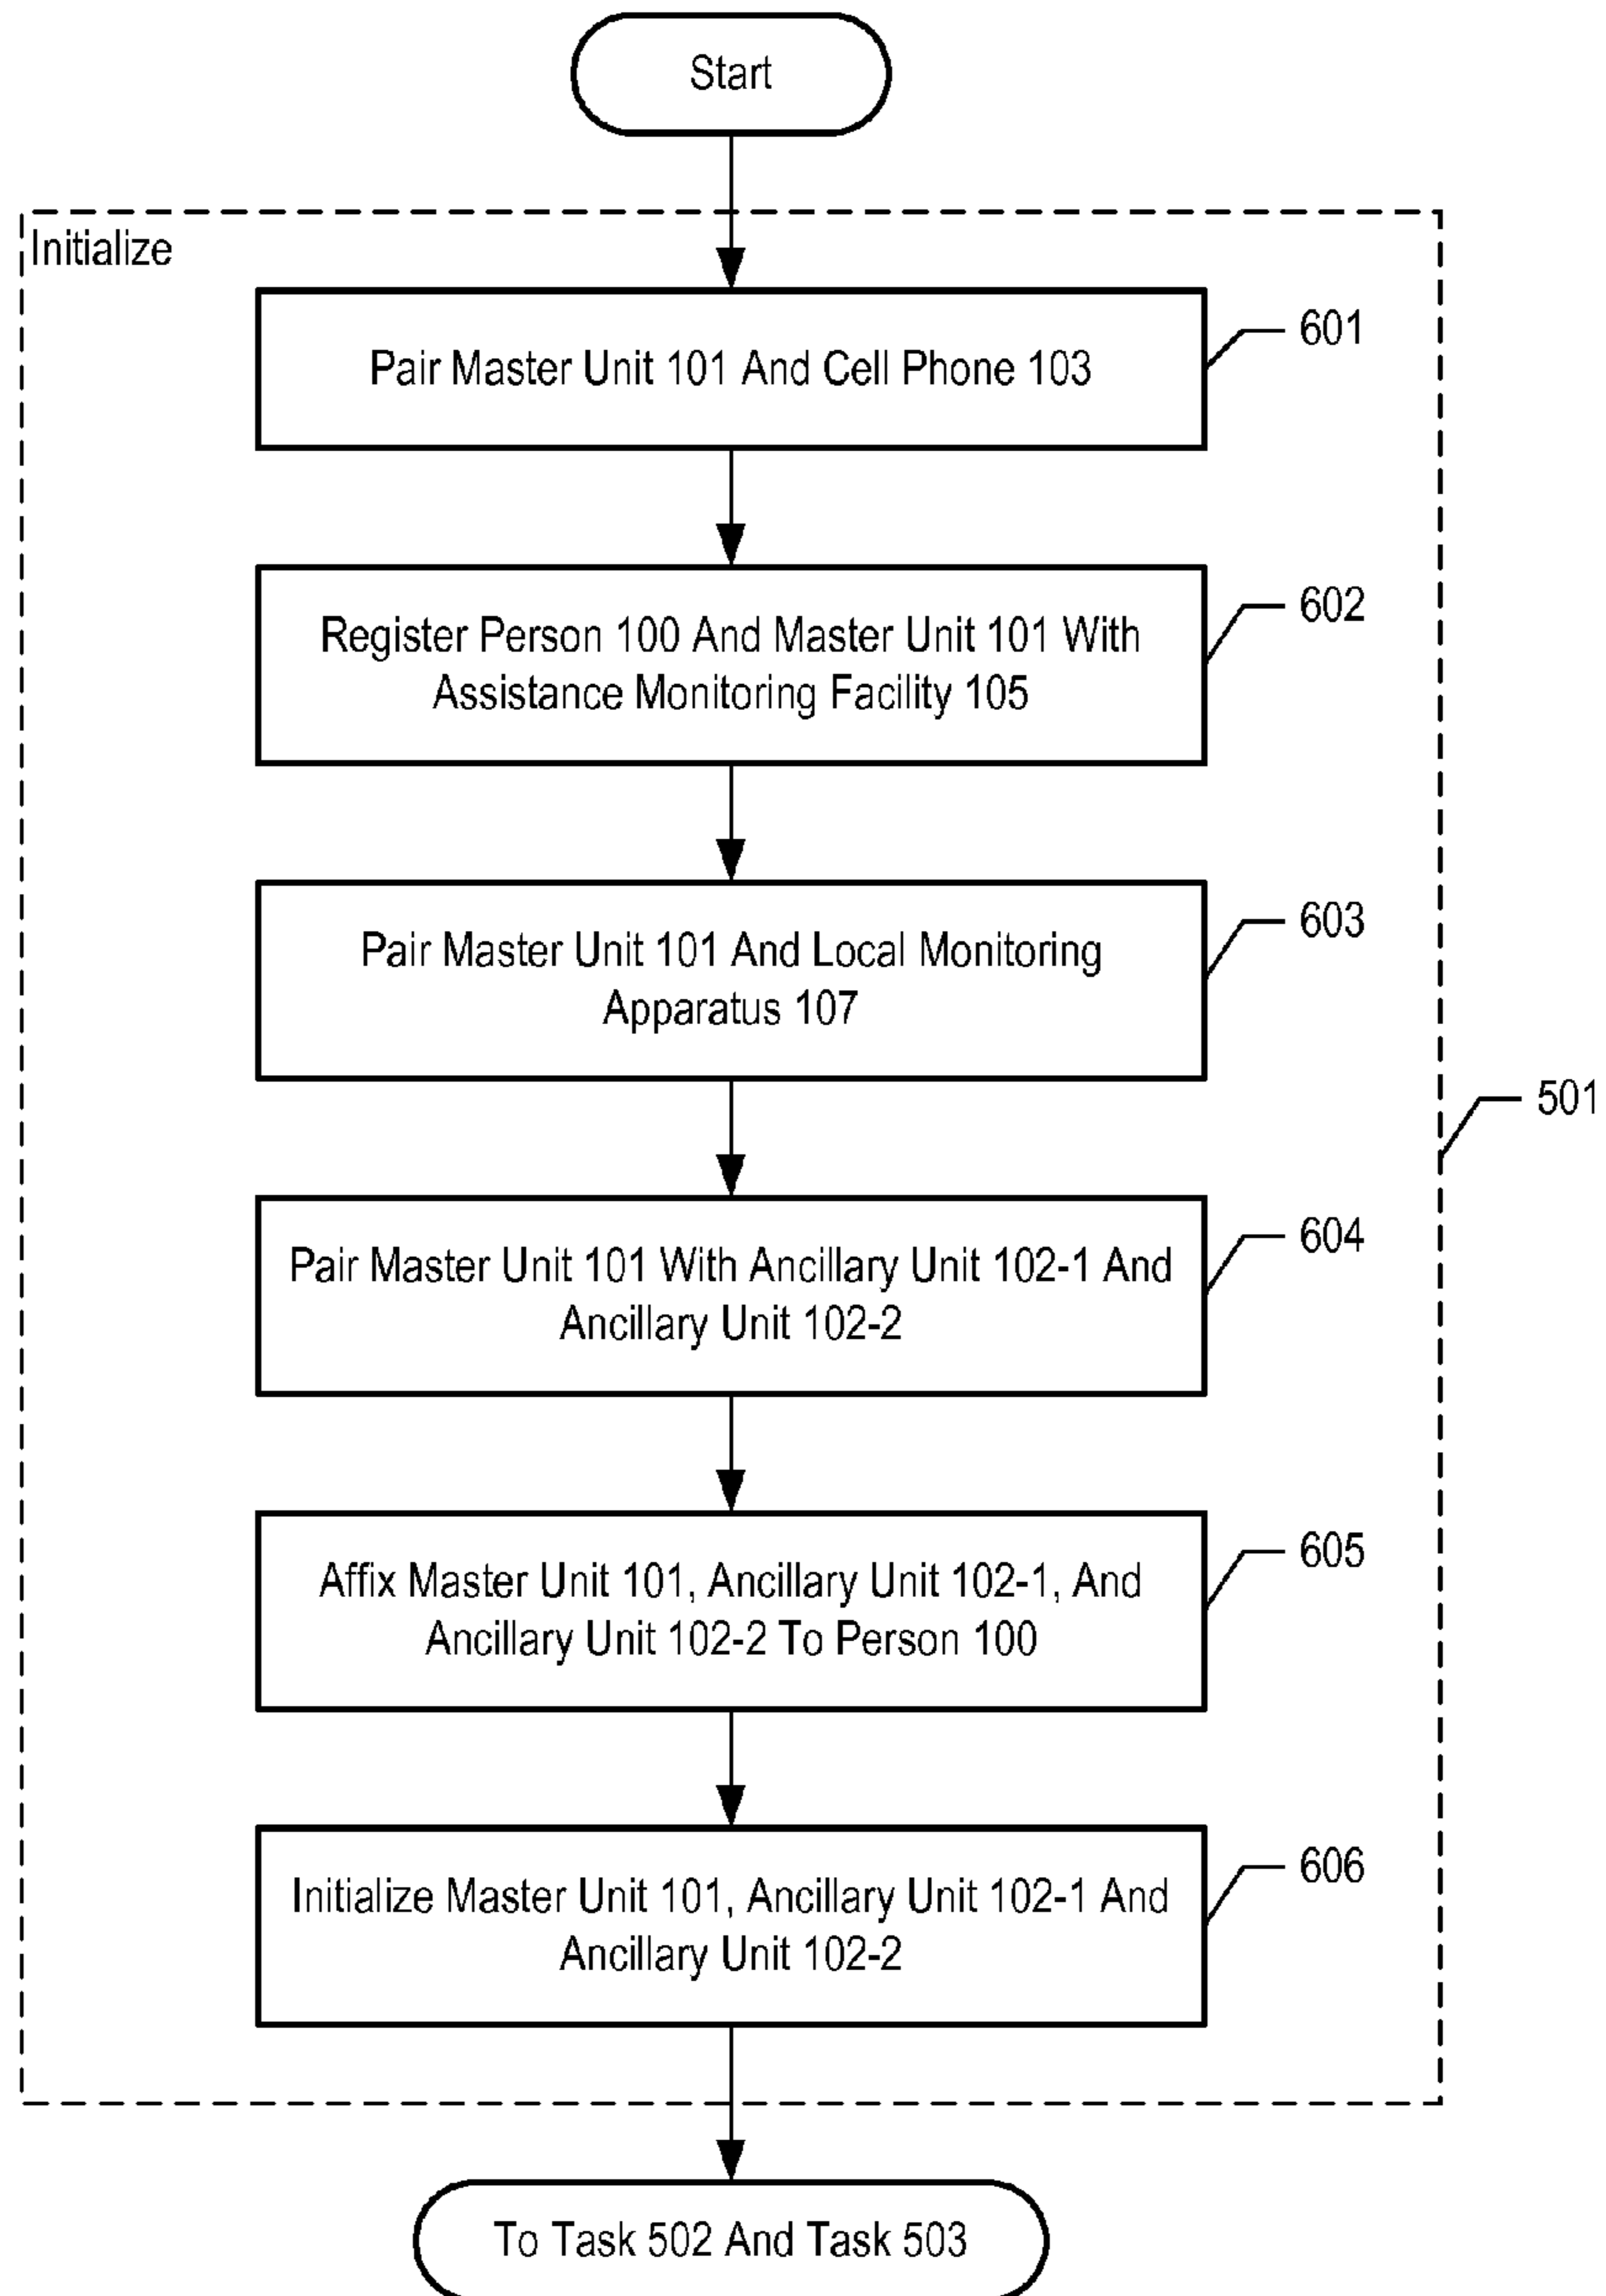 Start
Initialize
Pair Master Unit 101 And Cell Phone 103
601
Register Person 100 And Master Unit 101 With
Assistance Monitoring Facility 105
602
Pair Master Unit 101 And Local Monitoring
Apparatus 107
603
501
Pair Master Unit 101 With Ancillary Unit 102-1 And
Ancillary Unit 102-2
604
Affix Master Unit 101, Ancillary Unit 102-1, And
Ancillary Unit 102-2 To Person 100
605
Initialize Master Unit 101, Ancillary Unit 102-1 And
Ancillary Unit 102-2
606
To Task 502 And Task 503